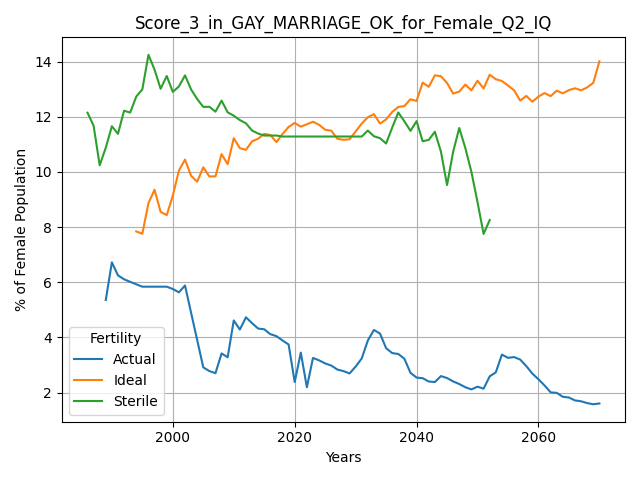 Score_3_in_GAY_MARRIAGE_OK_for_Female_Q2_IQ
% of Female Population
14
12
10
8
6
4
2
Fertility
Actual
Ideal
Sterile
2000
2020
2040
2060
Years